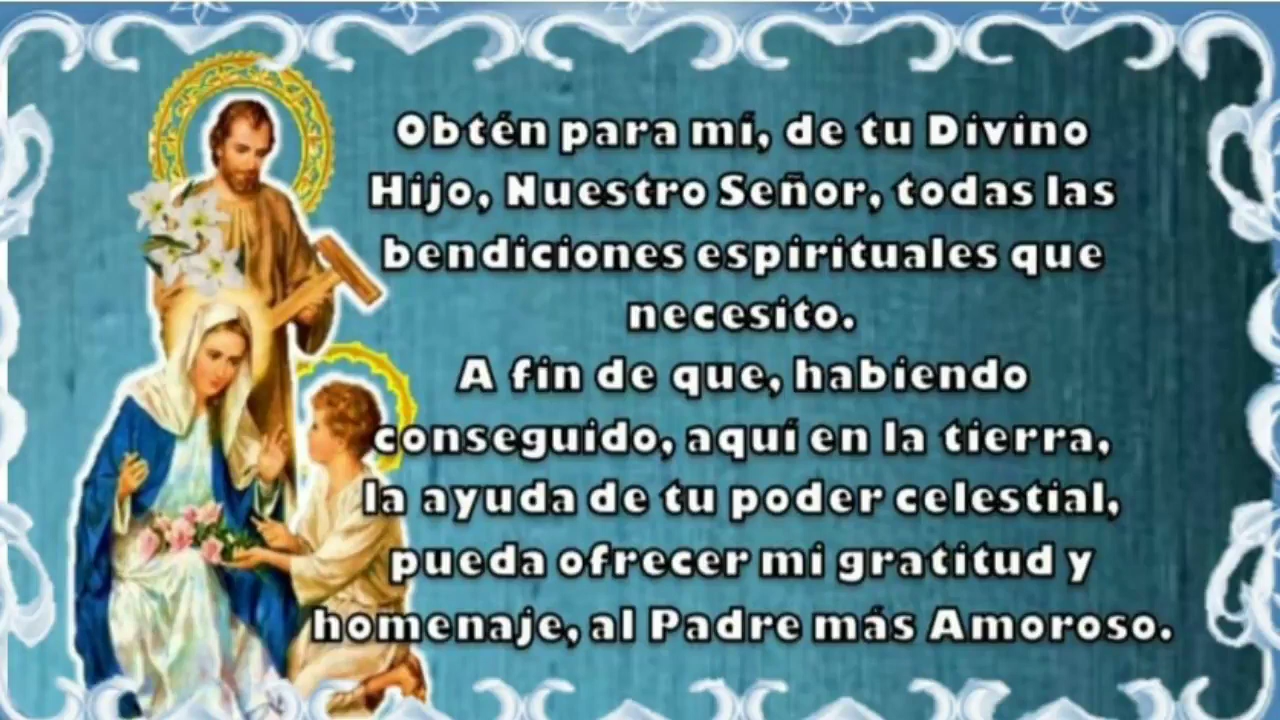 Obtén para mí, de tu Divino
Hijo, Nuestro Señor, todas las
bendiciones espirituales que
necesito.
A fin de que, habiendo
conseguido, aquí en la tierra,
la ayuda de tu poder celestial,
pueda ofrecer mi gratitud y
homenaje, al Padre más Amoroso.